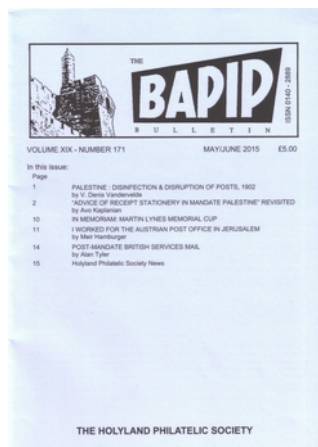 THE
BAPIP
BULLETIN
ISSN 0140 - 2889
VOLUME XIX - NUMBER 171 MAY/JUNE 2015 £5.00
In this issue:
Page
1 PALESTINE : DISINFECTION & DISRUPTION OF POSTS, 1902
by V. Denis Vandervelde
2 "ADVICE OF RECEIPT STATIONERY IN MANDATE PALESTINE" REVISITED
by Avo Kaplanian
10 IN MEMORIAM: MARTIN LYNES MEMORIAL CUP
11 I WORKED FOR THE AUSTRIAN POST OFFICE IN JERUSALEM
by Meir Hamburger
14 POST-MANDATE BRITISH SERVICES MAIL
by Alan Tyler
15 Holyland Philatelic Society News
THE HOLYLAND PHILATELIC SOCIETY